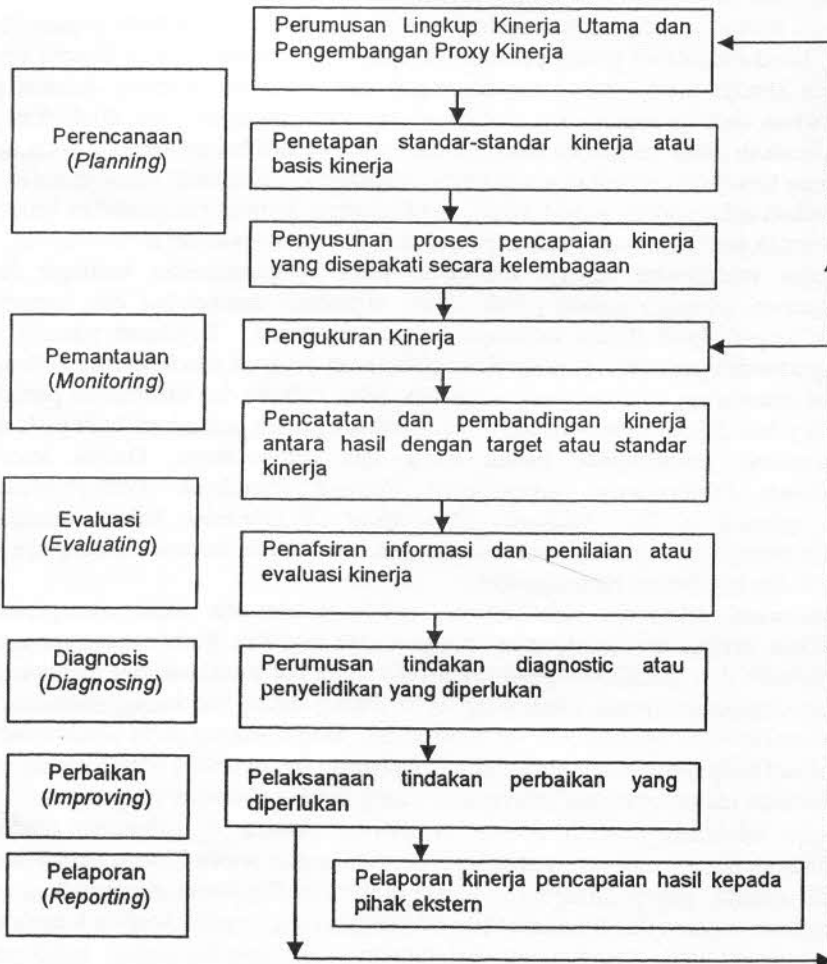 Perumusan Lingkup Kinerja Utama dan
Pengembangan Proxy Kinerja
Perencanaan
(Planning)
Penetapan standar-standar kinerja atau
basis kinerja
Penyusunan proses pencapaian kinerja
yang disepakati secara kelembagaan
Pemantauan
(Monitoring)
Pengukuran Kinerja
Pencatatan dan pembandingan kinerja
antara hasil dengan target atau standar
kinerja
Evaluasi
(Evaluating)
Penafsiran informasi dan penilaian atau
evaluasi kinerja
Diagnosis
(Diagnosing)
Perumusan tindakan diagnostic atau
penyelidikan yang diperlukan
Perbaikan
(Improving)
Pelaksanaan tindakan perbaikan yang
diperlukan
Pelaporan
(Reporting)
Pelaporan kinerja pencapaian hasil kepada
pihak ekstern